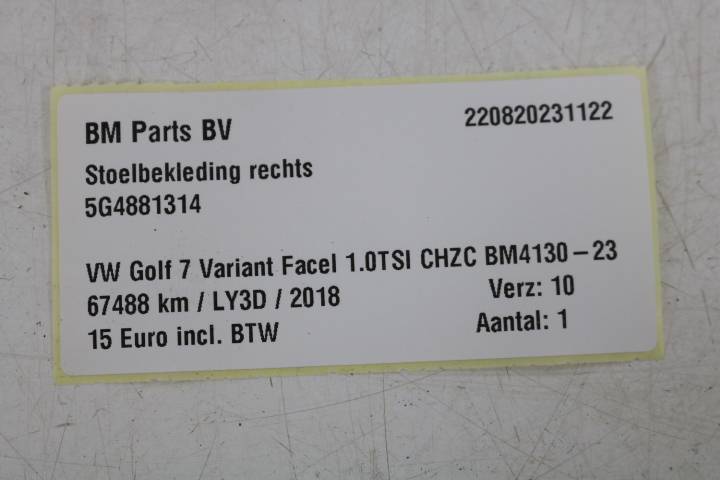 BM Parts BV 220820231122
Stoelbekleding rechts
5G4881314
VW Golf 7 Variant Facel 1.0TSI CHZC BM4130-23
67488 km / LY3D / 2018 Verz: 10
15 Euro incl. BTW Aantal: 1